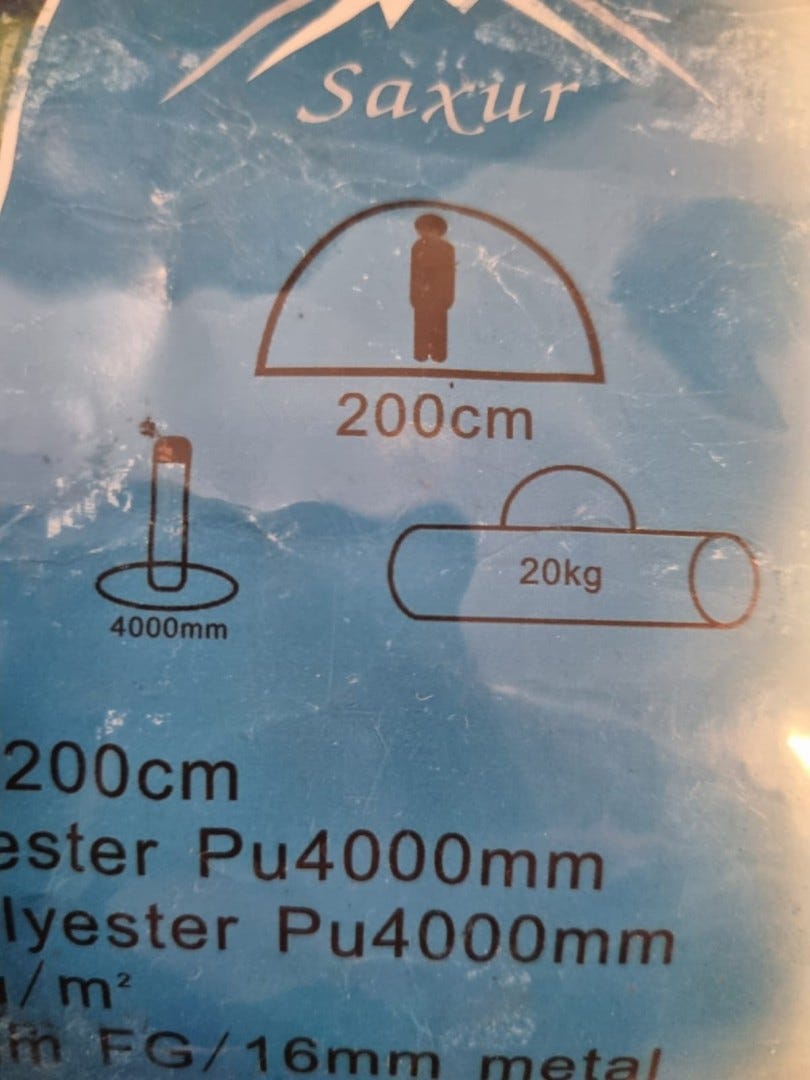 Saxur
200cm
20kg
4000mm
200cm
ester Pu4000mm
lyester Pu4000mm
/m²
m FG/16mm metal